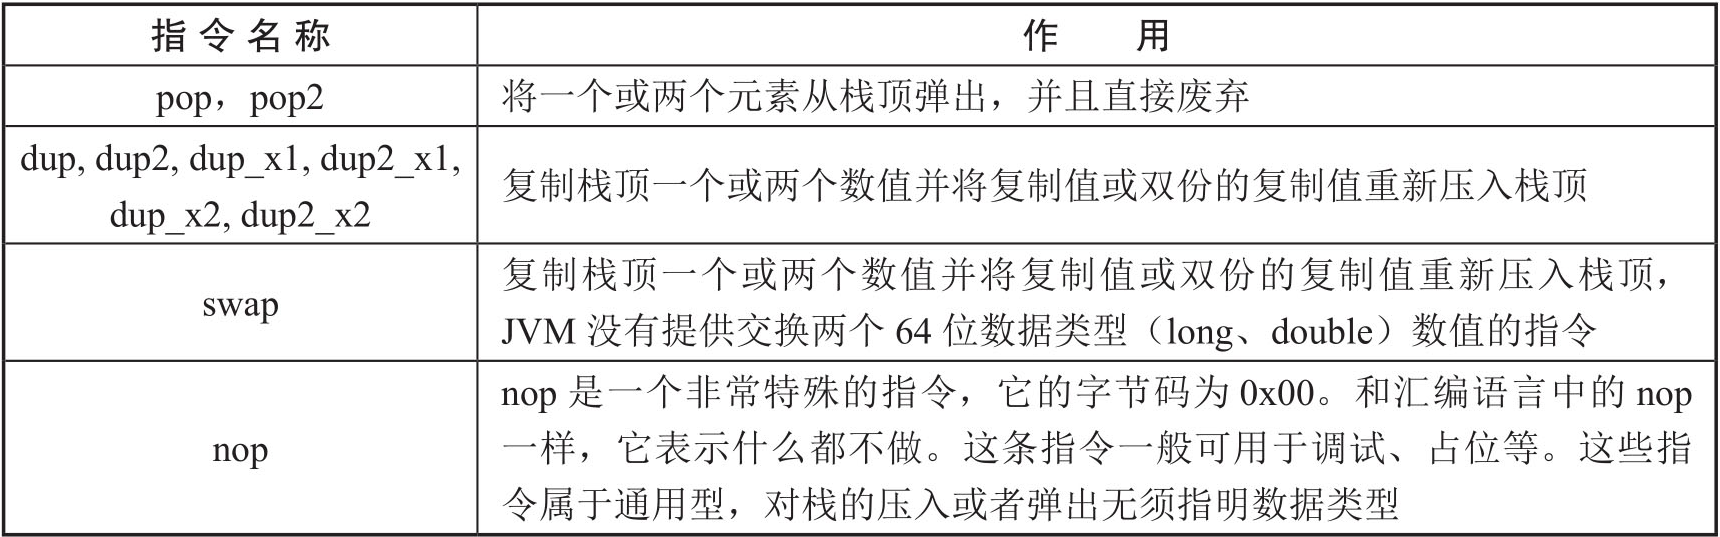 指令名称
作 用
pop，pop2
将一个或两个元素从栈顶弹出，并且直接废弃
dup, dup2, dup_x1, dup2_x1,
dup_x2, dup2_x2
复制栈顶一个或两个数值并将复制值或双份的复制值重新压入栈顶
swap
复制栈顶一个或两个数值并将复制值或双份的复制值重新压入栈顶，
JVM 没有提供交换两个 64 位数据类型（long、double）数值的指令
nop
nop 是一个非常特殊的指令，它的字节码为 0x00。和汇编语言中的 nop
一样，它表示什么都不做。这条指令一般可用于调试、占位等。这些指
令属于通用型，对栈的压入或者弹出无须指明数据类型